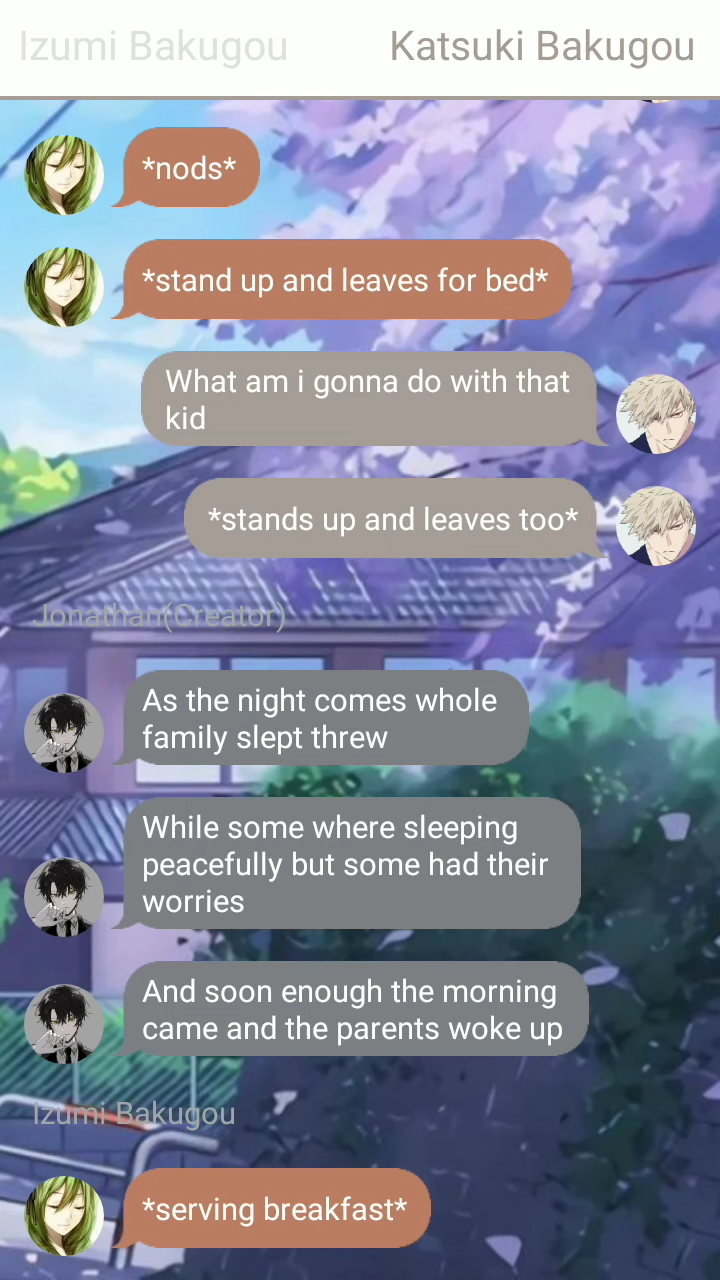 Izumi Bakugou
Katsuki Bakugou
*nods*
*stand up and leaves for bed*
What am i gonna do with that
kid
*stands up and leaves too*
Jonathan(Creator)
As the night comes whole
family slept threw
While some where sleeping
peacefully but some had their
worries
And soon enough the morning
came and the parents woke up
Izumi Bakugou
*serving breakfast*